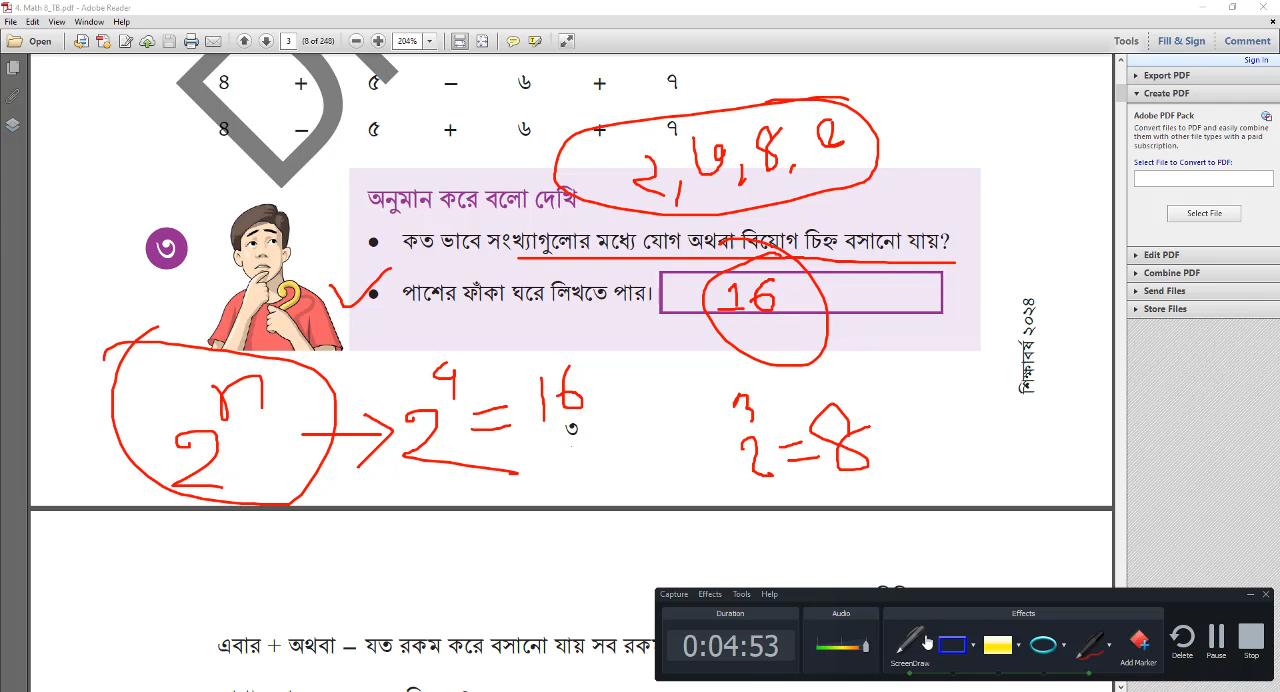 4. Math 8_TB.pdf - Adobe Reader
File Edit View Window Help
Open 3 (8 of 248) 204% Tools Fill & Sign Comment
Sign In
Export PDF
Create PDF
Adobe PDF Pack
Convert files to PDF and easily combine
them with other file types with a paid
subscription.
Select File to Convert to PDF:
Select File
Edit PDF
Combine PDF
Send Files
Store Files
৪ + ৫ − ৬ + ৭
৪ − ৫ + ৬ + ৭
অনুমান করে বলো দেখি
৩
• কত ভাবে সংখ্যাগুলোর মধ্যে যোগ অথবা বিয়োগ চিহ্ন বসানো যায়?
• পাশের ফাঁকা ঘরে লিখতে পার। 16
2ⁿ → 2⁴ = 16
2³ = 8
৩
শিক্ষাবর্ষ ২০২৪
এবার + অথবা − যত রকম করে বসানো যায় সব রকম
Capture Effects Tools Help
Duration Audio Effects
0:04:53
ScreenDraw Add Marker Delete Pause Stop